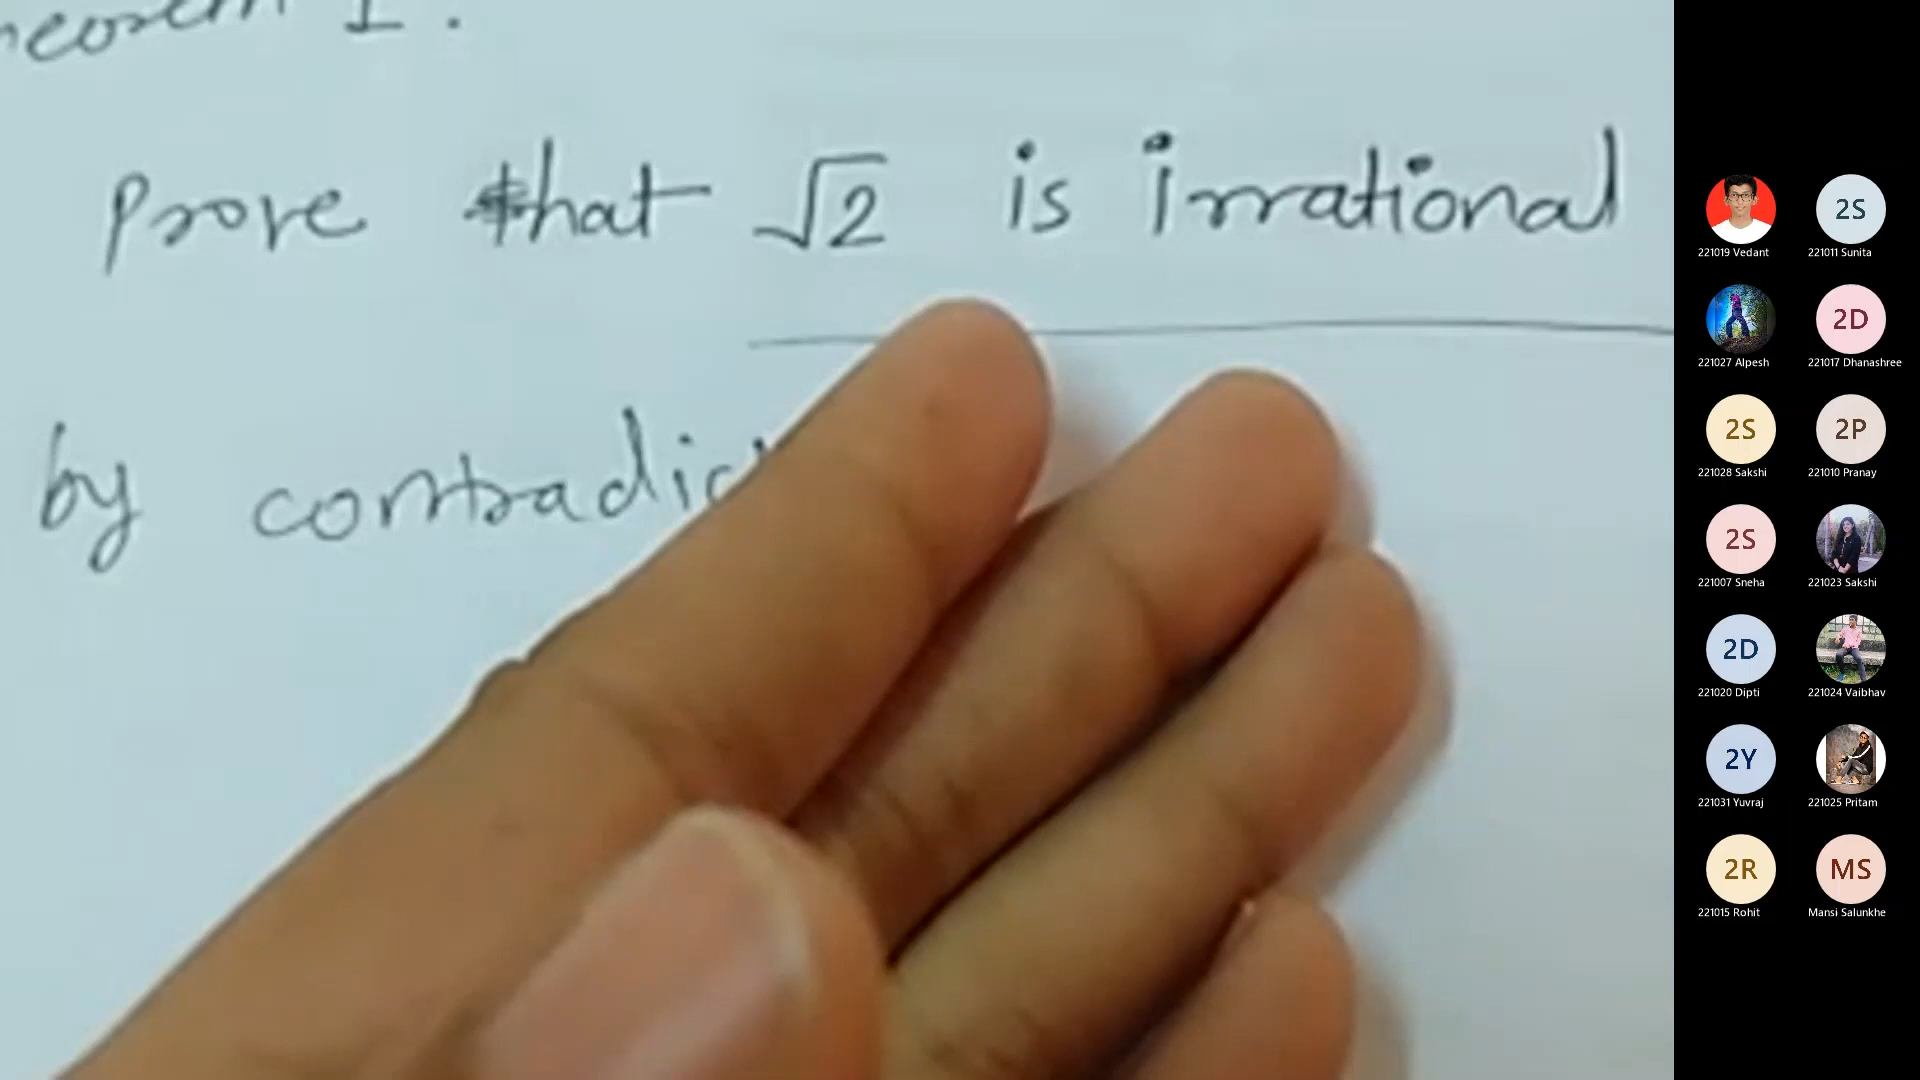 I.
prove that √2 is irrational
by
221019 Vedant
2S
221011 Sunita
221027 Alpesh
2D
221017 Dhanashree
2S
221028 Sakshi
2P
221010 Pranay
2S
221007 Sneha
221023 Sakshi
2D
221020 Dipti
221024 Vaibhav
2Y
221031 Yuvraj
221025 Pritam
2R
221015 Rohit
MS
Mansi Salunkhe